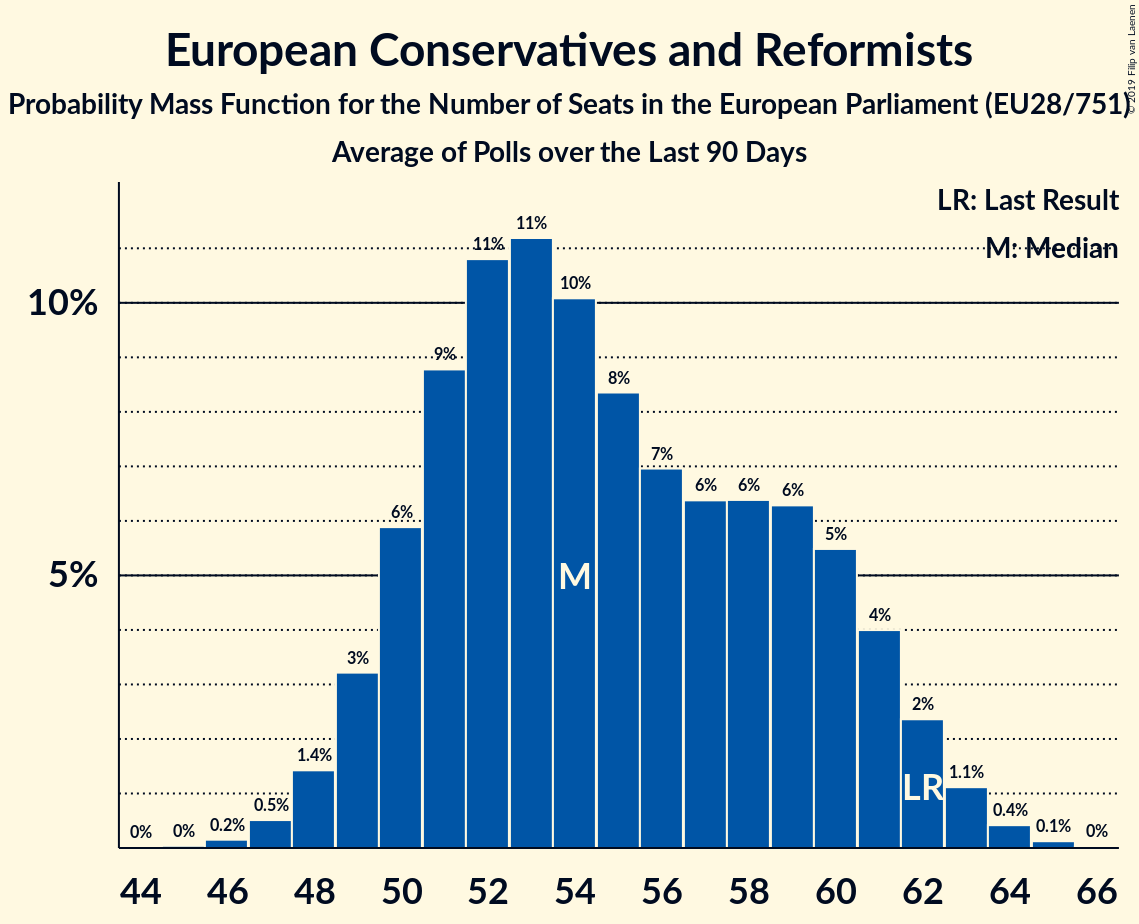 European Conservatives and Reformists
Probability Mass Function for the Number of Seats in the European Parliament (EU28/751)
Average of Polls over the Last 90 Days
© 2019 Filip van Laenen
LR: Last Result
M: Median
10%
5%
0%
0%
0.2%
0.5%
1.4%
3%
6%
9%
11%
11%
10%
8%
7%
6%
6%
6%
5%
4%
2%
1.1%
0.4%
0.1%
0%
M
LR
44 46 48 50 52 54 56 58 60 62 64 66